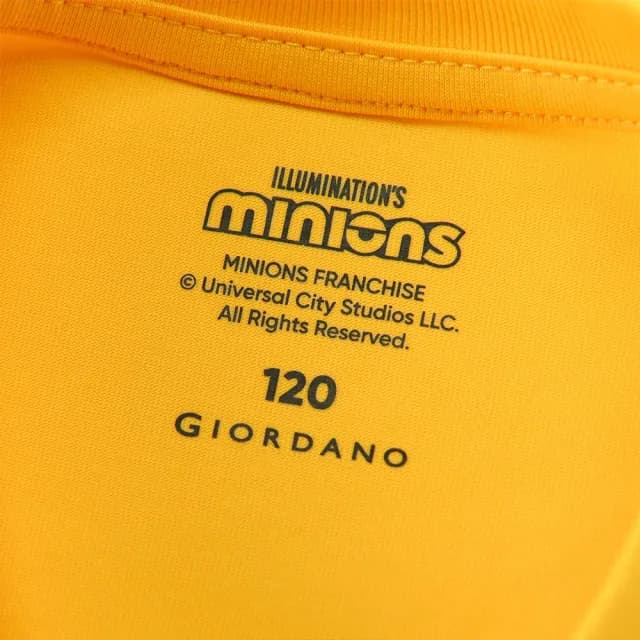 ILLUMINATION'S
minions
MINIONS FRANCHISE
© Universal City Studios LLC.
All Rights Reserved.
120
GIORDANO